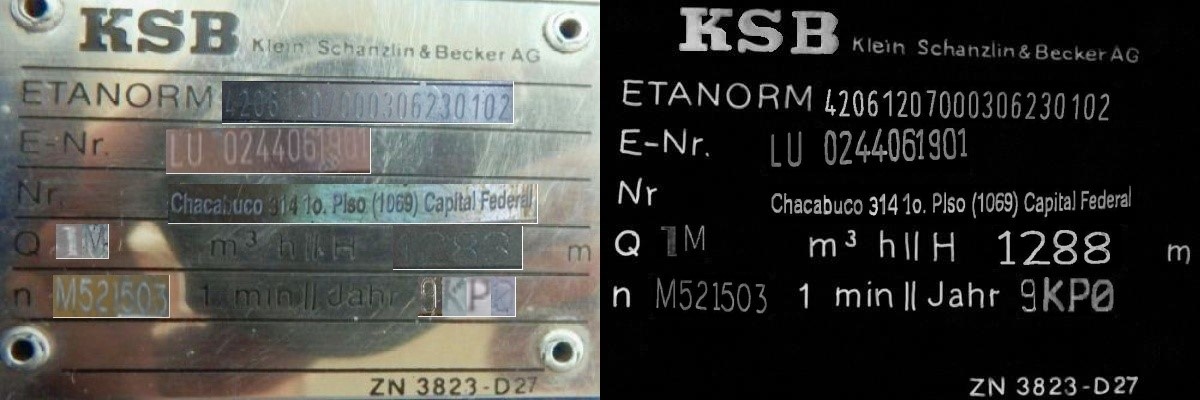 KSB Klein Schanzlin & Becker AG
ETANORM 42061207000306230102
E-Nr. LU 0244061901
Nr. Chacabuco 314 1o. PIso (1069) Capital Federal
Q 1M m³ h || H 1288 m
n M521503 1 min || Jahr 9KP0
ZN 3823-D27
KSB Klein Schanzlin & Becker AG
ETANORM 42061207000306230102
E-Nr. LU 0244061901
Nr Chacabuco 314 1o. PIso (1069) Capital Federal
Q 1M m³ h || H 1288 m
n M521503 1 min || Jahr 9KP0
ZN 3823-D27